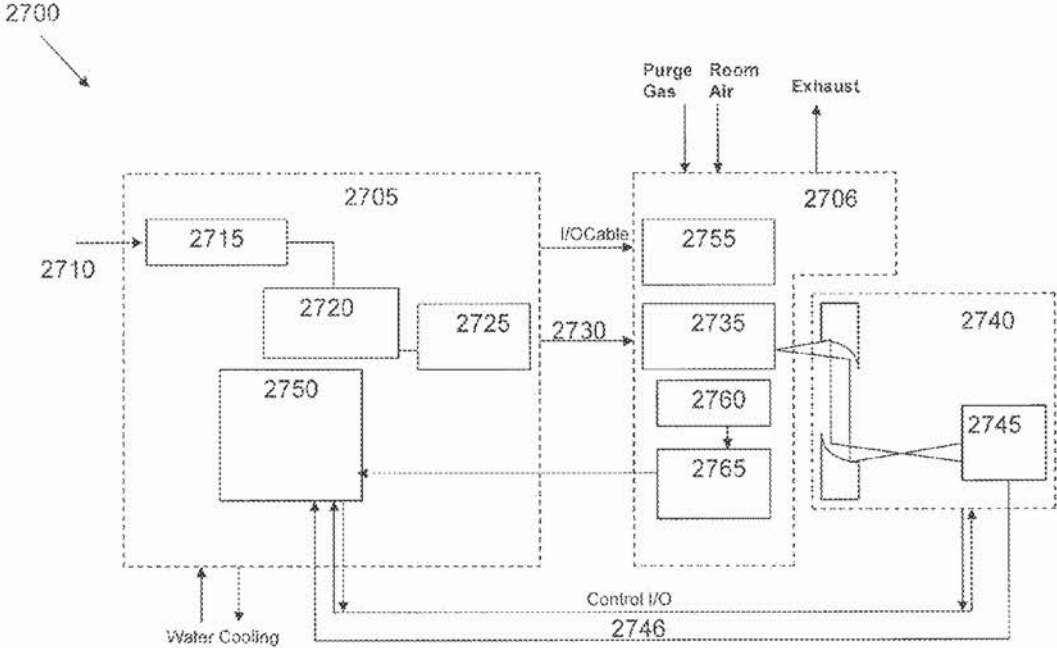 2700
Purge
Gas
Room
Air
Exhaust
2705
2706
2715
I/OCable
2755
2710
2720
2725
2730
2735
2740
2750
2760
2745
2765
Control I/O
2746
Water Cooling